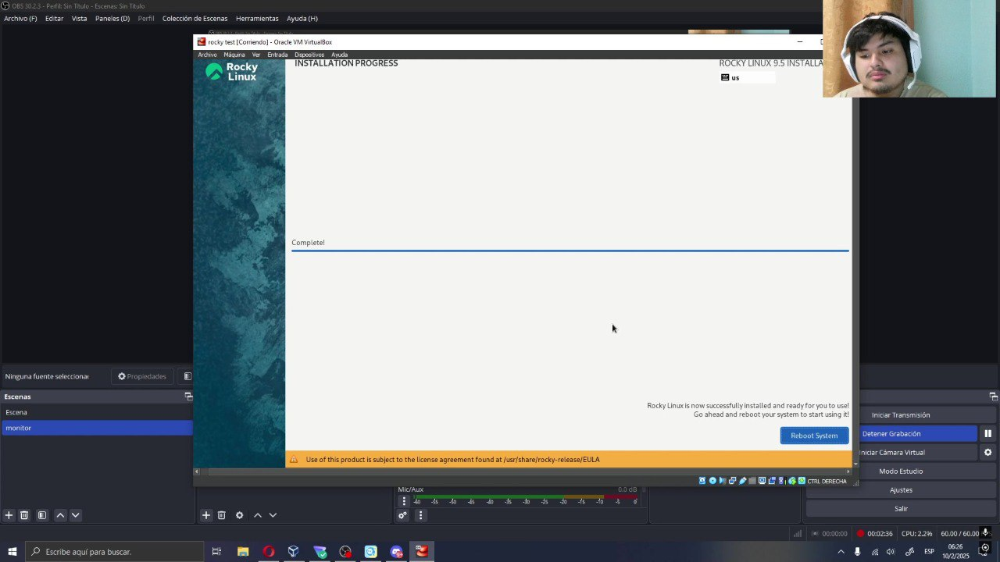 OBS 30.2.3 - Perfil: Sin Título - Escenas: Sin Título
Archivo (F) Editar Vista Paneles (D) Perfil Colección de Escenas Herramientas Ayuda (H)
rocky test [Corriendo] - Oracle VM VirtualBox
Archivo Máquina Ver Entrada Dispositivos Ayuda
Rocky
Linux
INSTALLATION PROGRESS
ROCKY LINUX 9.5 INSTALLA
us
Complete!
Rocky Linux is now successfully installed and ready for you to use!
Go ahead and reboot your system to start using it!
Reboot System
Use of this product is subject to the license agreement found at /usr/share/rocky-release/EULA
CTRL DERECHA
Ninguna fuente seleccionar
Propiedades
Escenas
Escena
monitor
Mic/Aux
0.0 dB
-60 -55 -50 -45 -40 -35 -30 -25 -20 -15 -10 -5 0
Iniciar Transmisión
Detener Grabación
Iniciar Cámara Virtual
Modo Estudio
Ajustes
Salir
00:00:00
00:02:36
CPU: 2.2%
60.00 / 60.00
Escribe aquí para buscar.
ESP
06:26
10/2/2025